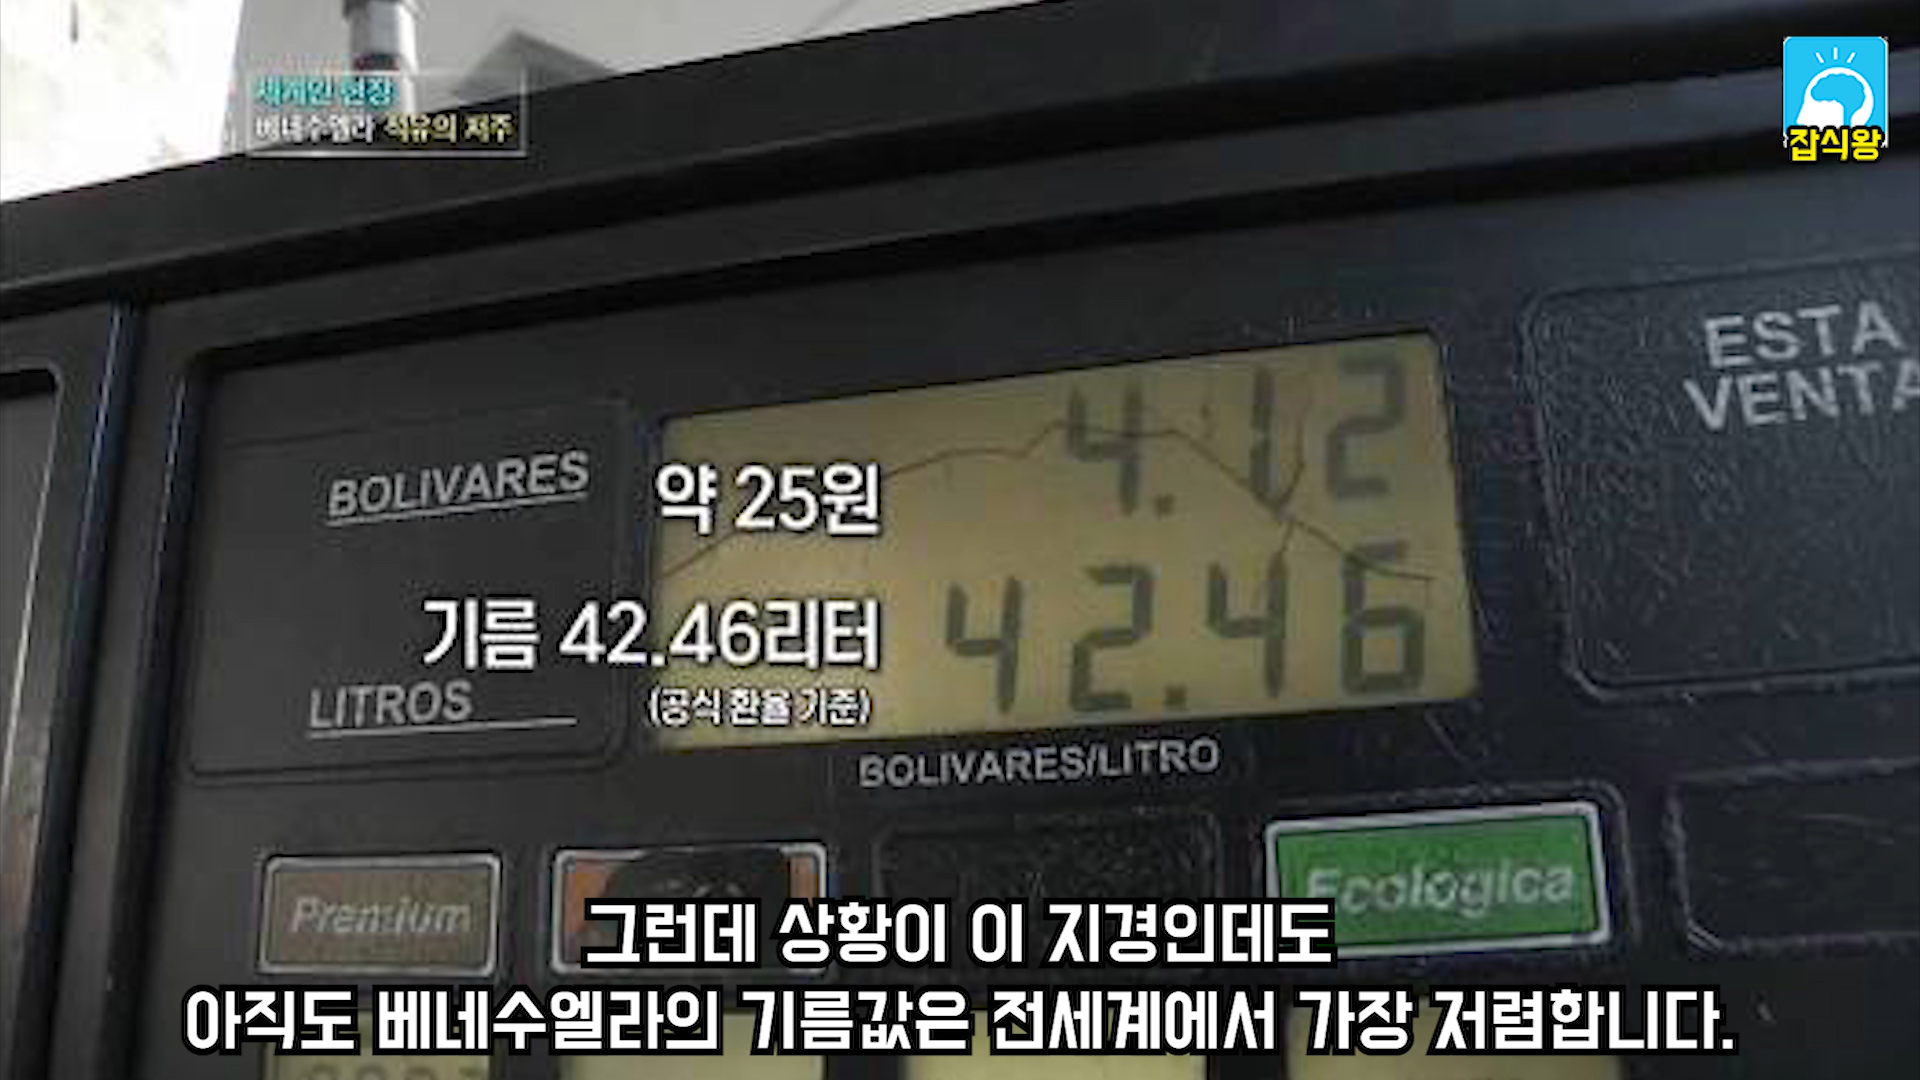 세계인 현장
베네수엘라 석유의 저주
잡식왕
ESTA
VENTA
BOLIVARES
약 25원
4.12
기름 42.46리터
42.46
LITROS
(공식 환율 기준)
BOLIVARES/LITRO
Premium
Ecologica
그런데 상황이 이 지경인데도
아직도 베네수엘라의 기름값은 전세계에서 가장 저렴합니다.